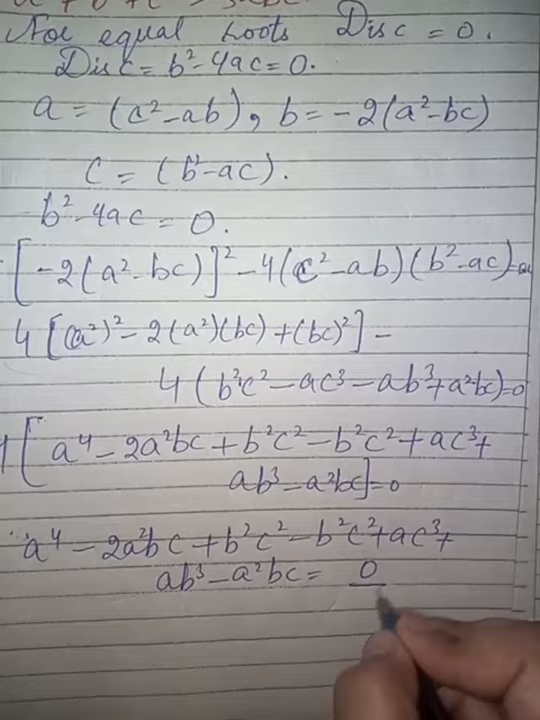 For equal roots Disc = 0.
Disc = b² - 4ac = 0.
a = (c² - ab), b = -2(a² - bc)
c = (b² - ac).
b² - 4ac = 0.
[-2(a² - bc)]² - 4(c² - ab)(b² - ac) = 0
4[(a²)² - 2(a²)(bc) + (bc)²] -
4(b²c² - ac³ - ab³ + a²bc) = 0
4[a⁴ - 2a²bc + b²c² - b²c² + ac³ +
ab³ - a²bc] = 0
a⁴ - 2a²bc + b²c² - b²c² + ac³ +
ab³ - a²bc = 0